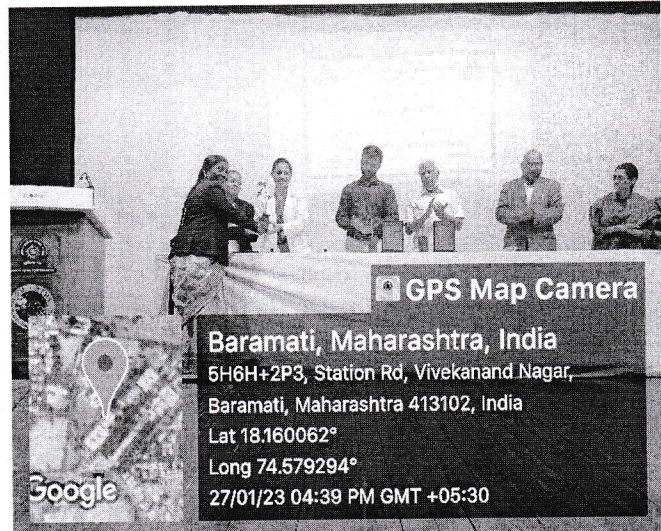 GPS Map Camera
Baramati, Maharashtra, India
5H6H+2P3, Station Rd, Vivekanand Nagar,
Baramati, Maharashtra 413102, India
Lat 18.160062°
Long 74.579294°
27/01/23 04:39 PM GMT +05:30
Google